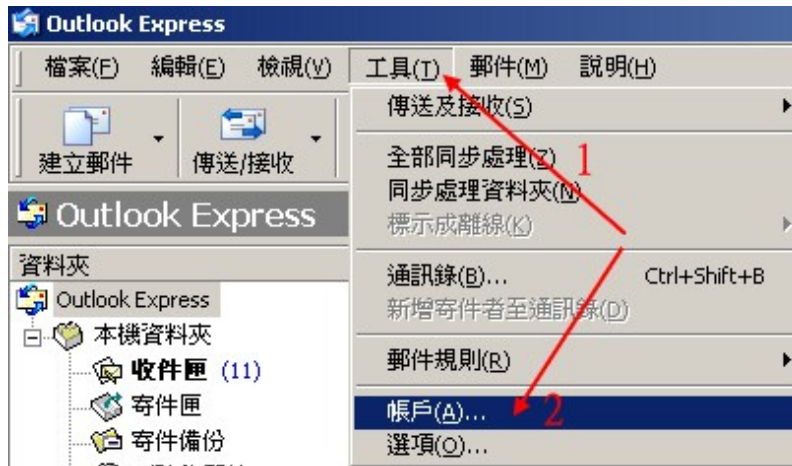 Outlook Express
檔案(F) 編輯(E) 檢視(V) 工具(T) 郵件(M) 說明(H)
建立郵件 傳送/接收
Outlook Express
資料夾
Outlook Express
本機資料夾
收件匣 (11)
寄件匣
寄件備份
傳送及接收(S)
全部同步處理(Z)
1
同步處理資料夾(N)
標示成離線(K)
通訊錄(B)... Ctrl+Shift+B
新增寄件者至通訊錄(D)
郵件規則(R)
帳戶(A)... 2
選項(O)...